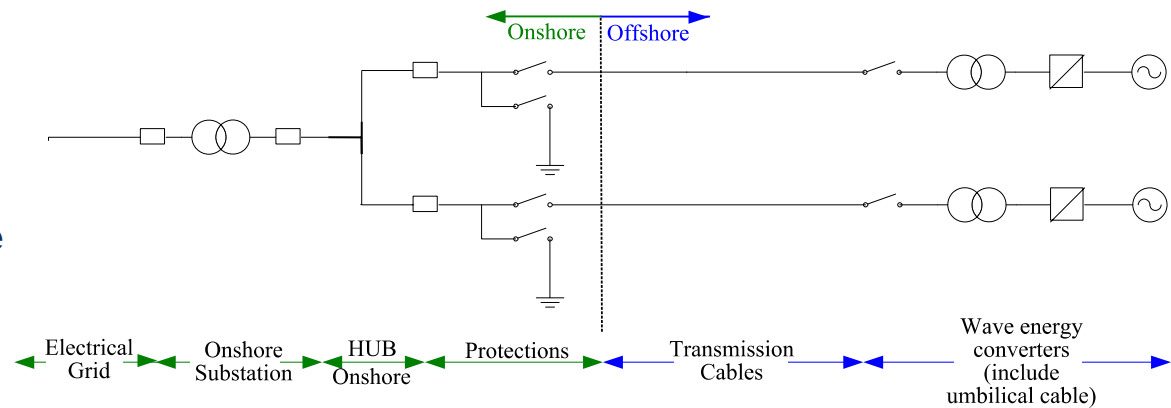 Onshore
Offshore
e
Electrical
Grid
Onshore
Substation
HUB
Onshore
Protections
Transmission
Cables
Wave energy
converters
(include
umbilical cable)